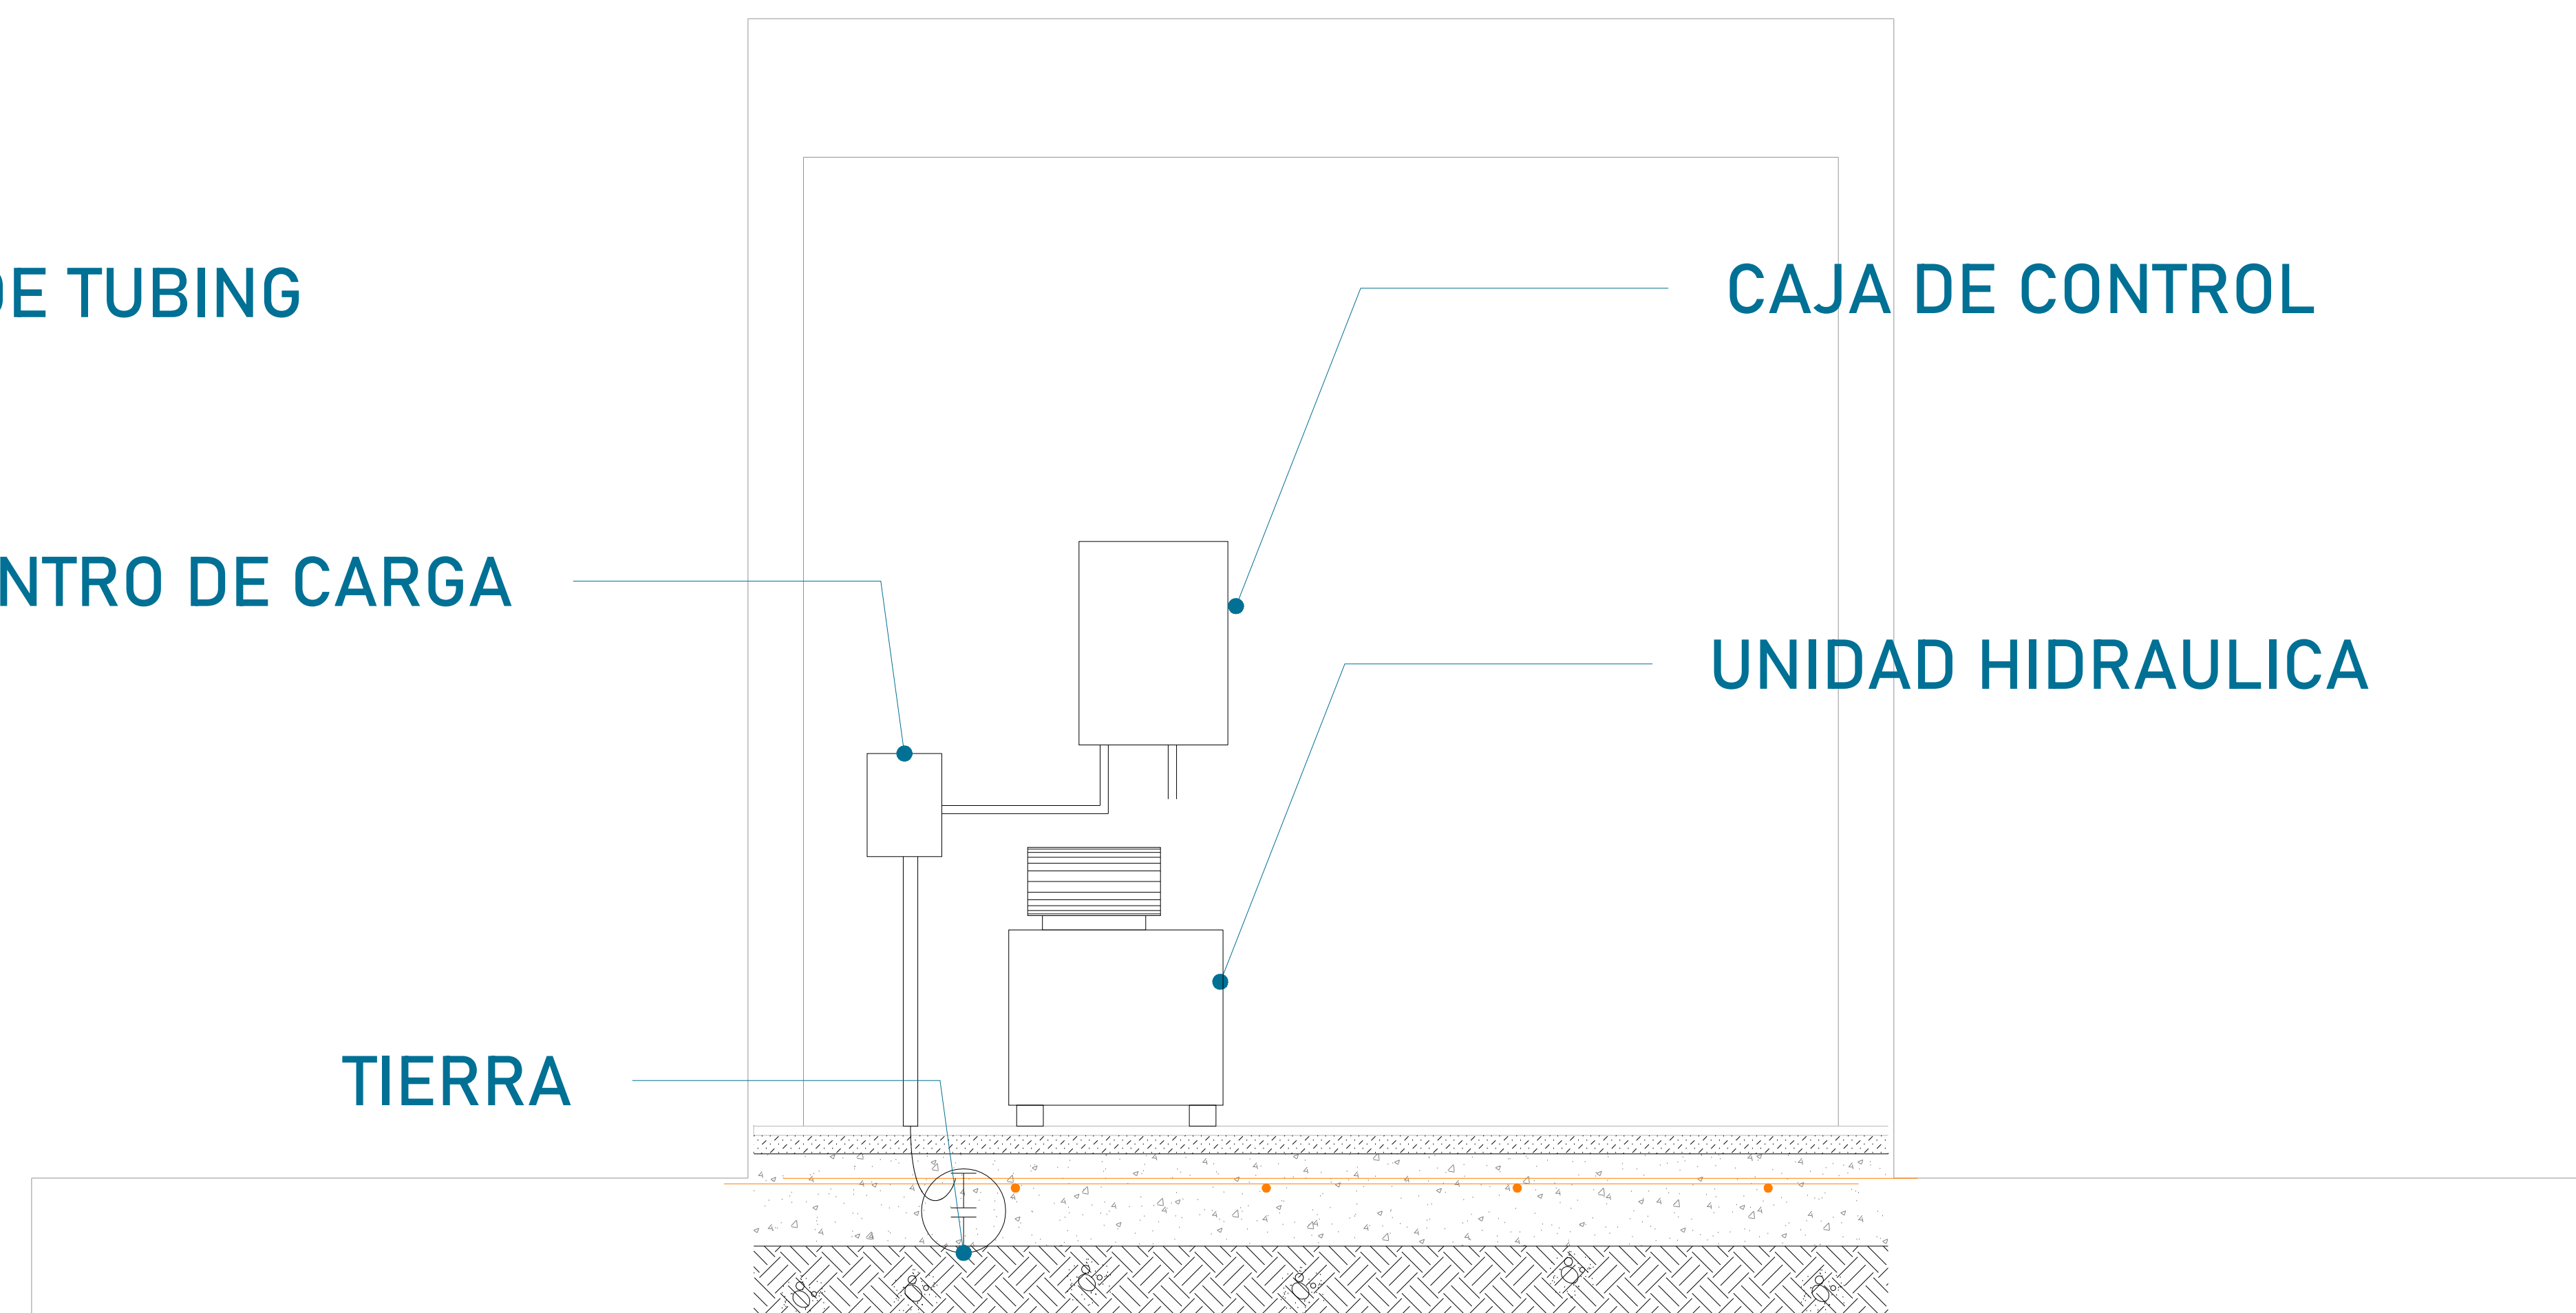 DE TUBING
CAJA DE CONTROL
NTRO DE CARGA
UNIDAD HIDRAULICA
TIERRA